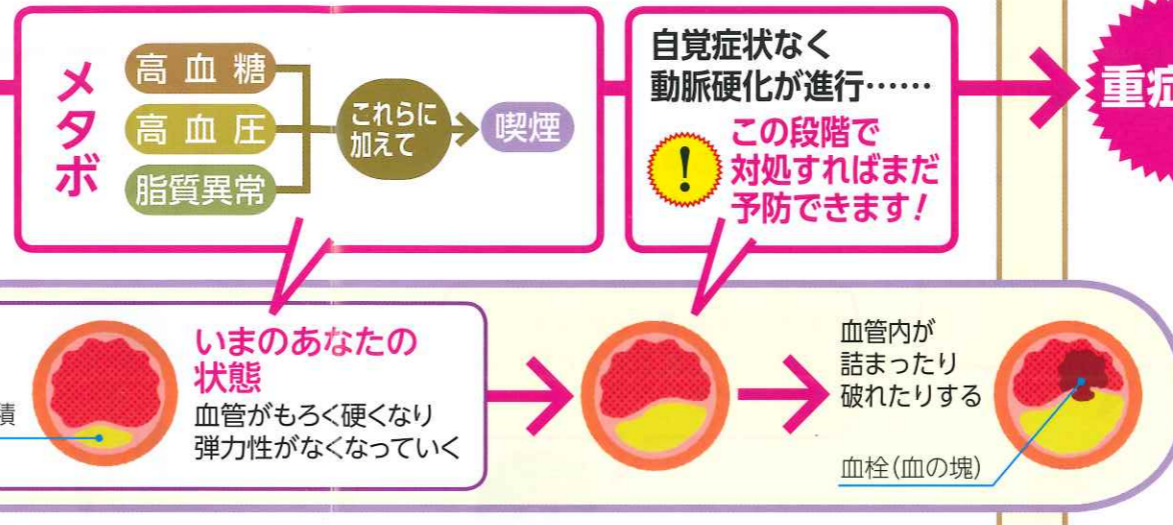 メタボ
高血糖
高血圧
脂質異常
これらに
加えて
喫煙
自覚症状なく
動脈硬化が進行……
!
この段階で
対処すればまだ
予防できます!
重症
積
いまのあなたの
状態
血管がもろく硬くなり
弾力性がなくなっていく
血管内が
詰まったり
破れたりする
血栓(血の塊)